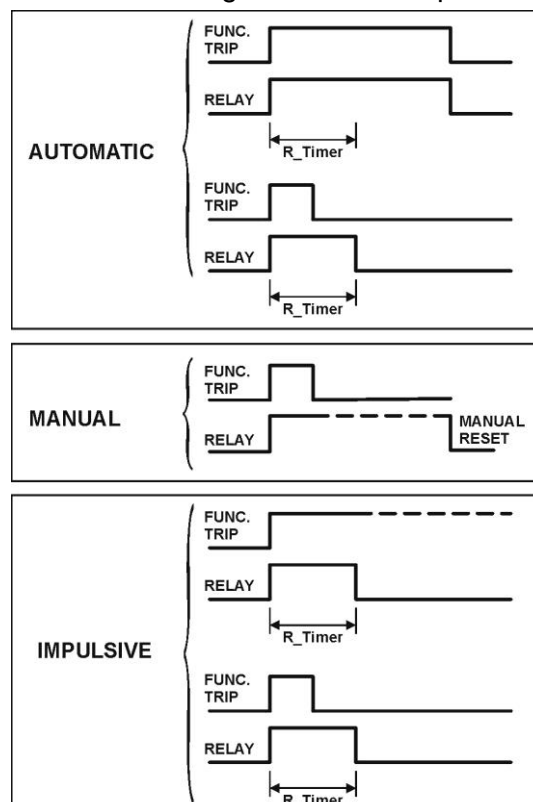 FUNC.
TRIP
RELAY
R_Timer
AUTOMATIC
FUNC.
TRIP
RELAY
R_Timer
FUNC.
TRIP
MANUAL
RELAY
MANUAL
RESET
FUNC.
TRIP
RELAY
R_Timer
IMPULSIVE
FUNC.
TRIP
RELAY
R_Timer